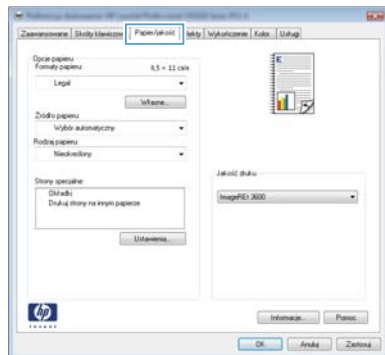 Zaawansowane Skróty klawiszowe Papier/jakość Efekty Wykończenie Kolor Usługi
Opcje papieru
Formaty papieru: 8,5 × 11 cale
Legal
Własne...
Źródło papieru:
Wybór automatyczny
Rodzaj papieru:
Nieokreślony
Strony specjalne:
Okładki
Drukuj strony na innym papierze
Ustawienia...
Jakość druku
ImageREt 3600
E
hp
Informacje... Pomoc
OK Anuluj Zastosuj